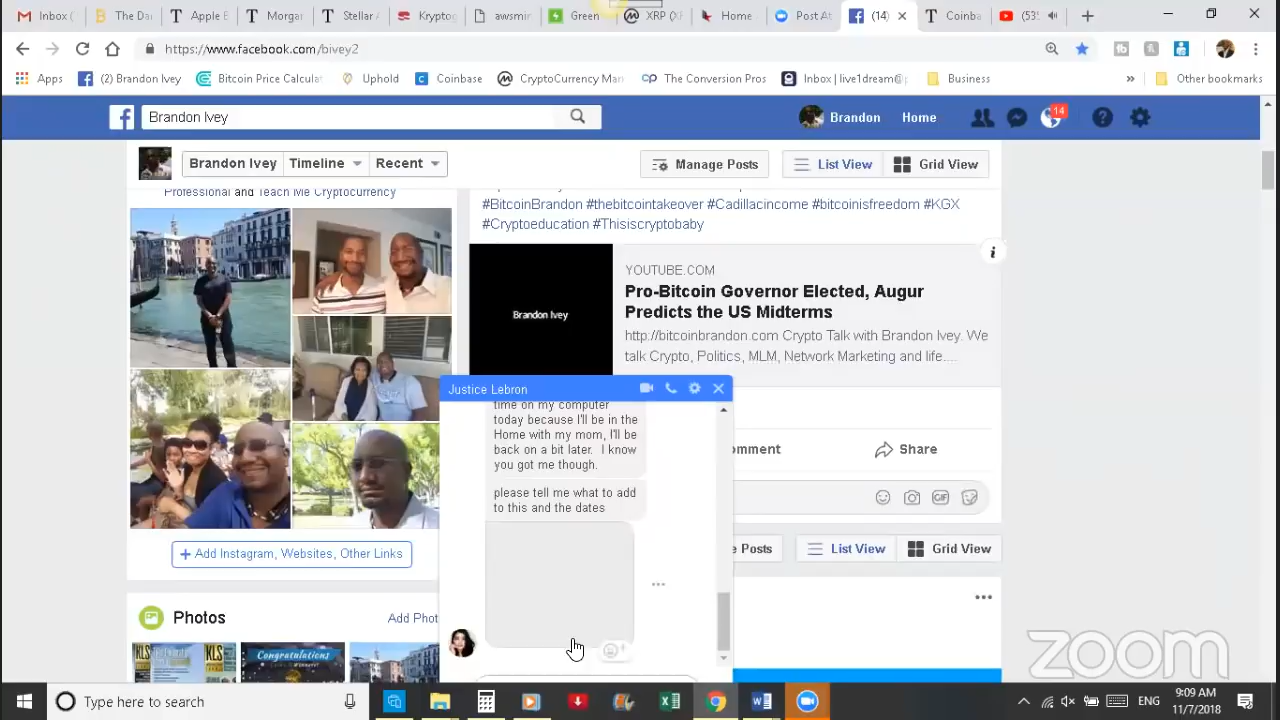 Inbox (
B The Da
T Apple E
T Morgar
T Stellar A
Kryptog
awsmin
Green
XRP (X
Home
Post At
(14)
T Coinba
(53
https://www.facebook.com/bivey2
Apps
(2) Brandon Ivey
Bitcoin Price Calcula
Uphold
Coinbase
CryptoCurrency Mar
The Conversion Pros
Inbox | live1dream@
Business
Other bookmarks
Brandon Ivey
Brandon
Home
14
Brandon Ivey
Timeline
Recent
Manage Posts
List View
Grid View
Professional and Teach Me Cryptocurrency
#BitcoinBrandon #thebitcointakeover #Cadillacincome #bitcoinisfreedom #KGX
#Cryptoeducation #Thisiscryptobaby
Brandon Ivey
YOUTUBE.COM
Pro-Bitcoin Governor Elected, Augur
Predicts the US Midterms
http://bitcoinbrandon.com Crypto Talk with Brandon Ivey. We
talk Crypto, Politics, MLM, Network Marketing and life....
Justice Lebron
time on my computer
today because I'll be in the
Home with my mom, I'll be
back on a bit later. I know
you got me though.
please tell me what to add
to this and the dates
omment
Share
GIF
e Posts
List View
Grid View
+ Add Instagram, Websites, Other Links
Photos
Add Phot
KLS
KLS
Congratulations
zoom
Type here to search
ENG
9:09 AM
11/7/2018